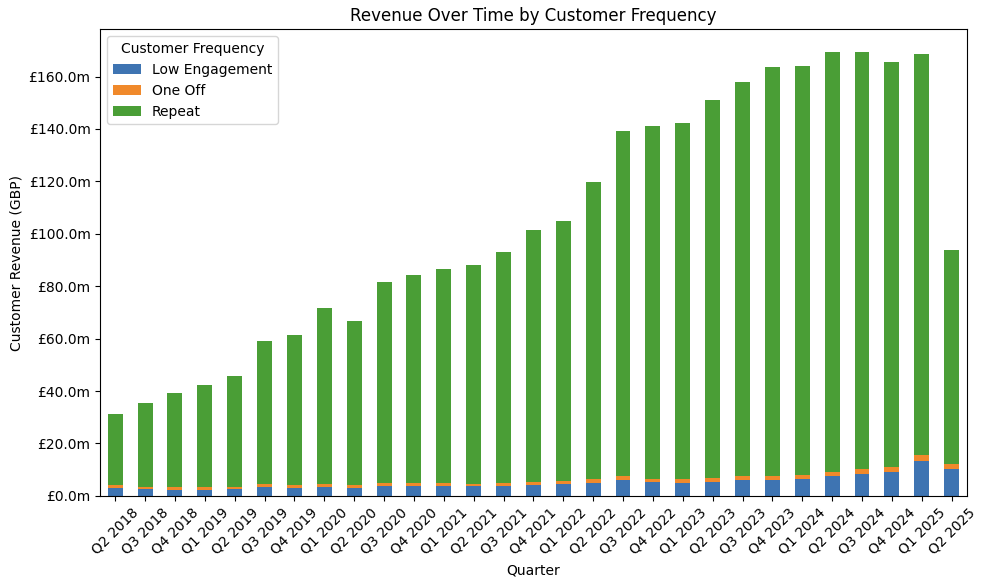 Revenue Over Time by Customer Frequency
Customer Frequency
Low Engagement
One Off
Repeat
Customer Revenue (GBP)
£160.0m
£140.0m
£120.0m
£100.0m
£80.0m
£60.0m
£40.0m
£20.0m
£0.0m
Q2 2018
Q3 2018
Q4 2018
Q1 2019
Q2 2019
Q3 2019
Q4 2019
Q1 2020
Q2 2020
Q3 2020
Q4 2020
Q1 2021
Q2 2021
Q3 2021
Q4 2021
Q1 2022
Q2 2022
Q3 2022
Q4 2022
Q1 2023
Q2 2023
Q3 2023
Q4 2023
Q1 2024
Q2 2024
Q3 2024
Q4 2024
Q1 2025
Q2 2025
Quarter